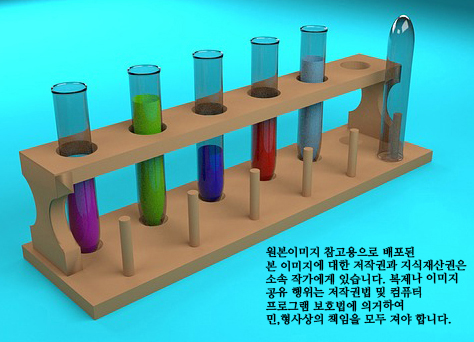 원본이미지 참고용으로 배포된
본 이미지에 대한 저작권과 지식재산권은
소속 작가에게 있습니다. 복제나 이미지
공유 행위는 저작권법 및 컴퓨터
프로그램 보호법에 의거하여
민,형사상의 책임을 모두 져야 합니다.